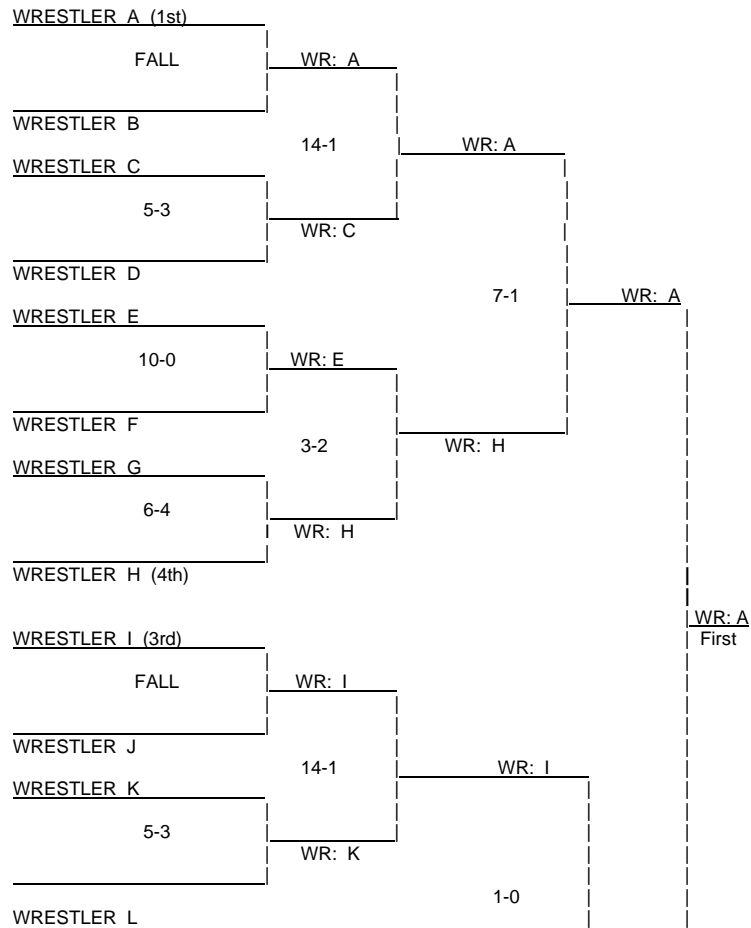 WRESTLER A (1st)
FALL
WR: A
WRESTLER B
14-1
WR: A
WRESTLER C
5-3
WR: C
WRESTLER D
7-1
WR: A
WRESTLER E
10-0
WR: E
WRESTLER F
3-2
WR: H
WRESTLER G
6-4
WR: H
WRESTLER H (4th)
WR: A
First
WRESTLER I (3rd)
FALL
WR: I
WRESTLER J
14-1
WR: I
WRESTLER K
5-3
WR: K
1-0
WRESTLER L